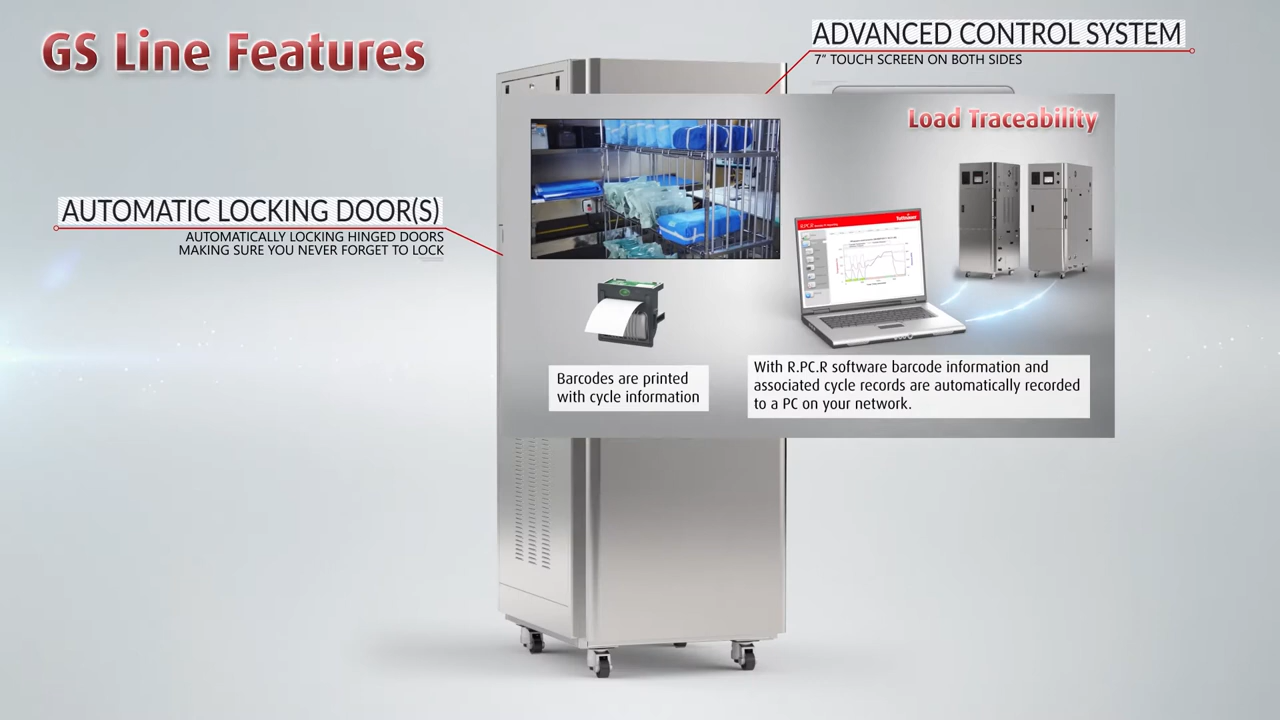 GS Line Features
ADVANCED CONTROL SYSTEM
7” TOUCH SCREEN ON BOTH SIDES
AUTOMATIC LOCKING DOOR(S)
AUTOMATICALLY LOCKING HINGED DOORS
MAKING SURE YOU NEVER FORGET TO LOCK
Load Traceability
R.PC.R
Tuttnauer
Barcodes are printed
with cycle information
With R.PC.R software barcode information and
associated cycle records are automatically recorded
to a PC on your network.